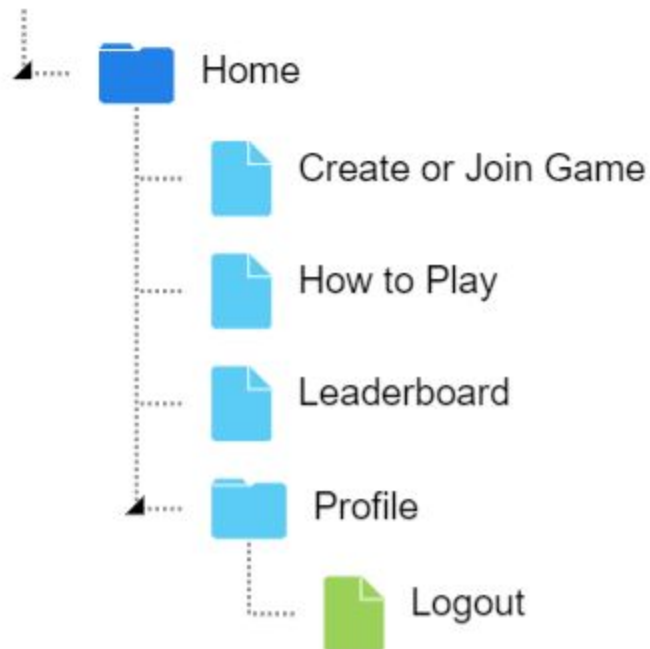 Home
Create or Join Game
How to Play
Leaderboard
Profile
Logout